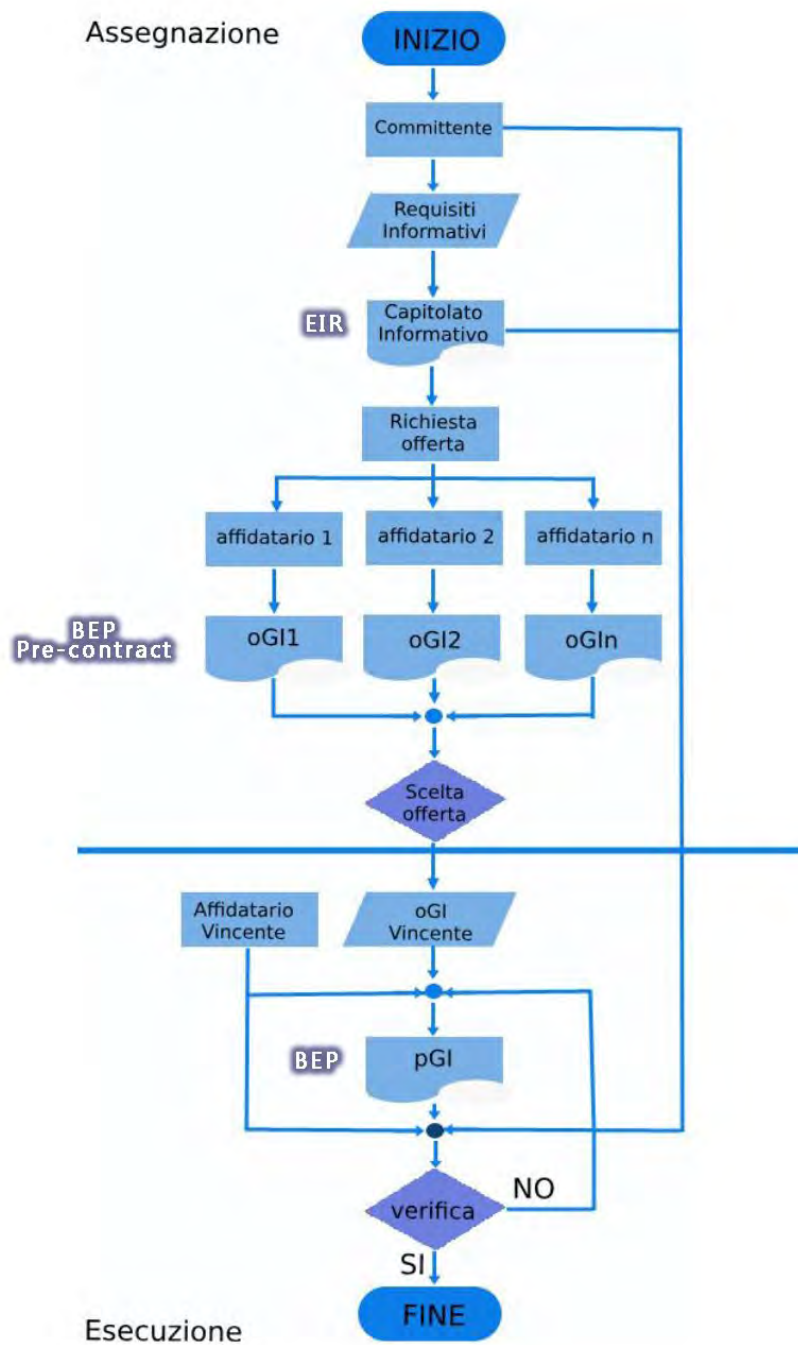 Assegnazione
INIZIO
Committente
Requisiti
Informativi
EIR
Capitolato
Informativo
Richiesta
offerta
affidatario 1
affidatario 2
affidatario n
BEP
Pre-contract
oGI1
oGI2
oGIn
Scelta
offerta
Affidatario
Vincente
oGI
Vincente
BEP
pGI
verifica
NO
SI
FINE
Esecuzione